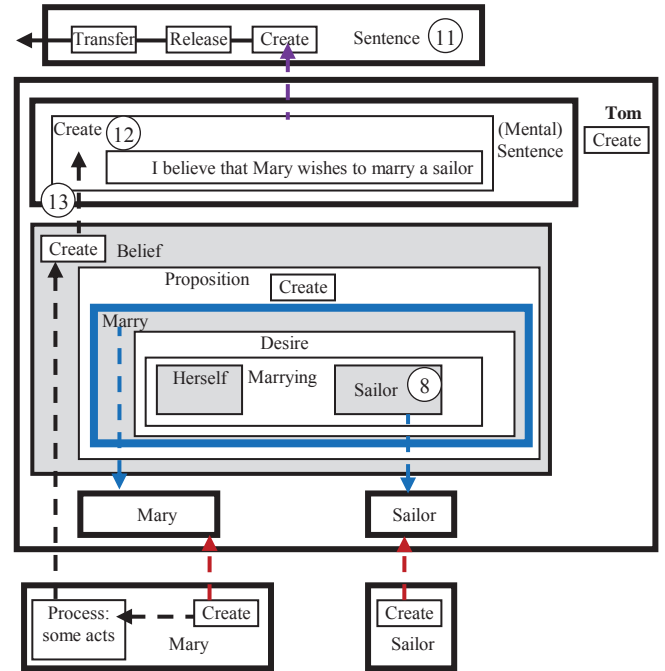 Transfer Release Create Sentence 11
Tom
Create
Create 12 (Mental)
Sentence
I believe that Mary wishes to marry a sailor
13
Create Belief
Proposition Create
Marry
Desire
Herself Marrying Sailor 8
Mary Sailor
Process:
some acts
Create
Mary
Create
Sailor